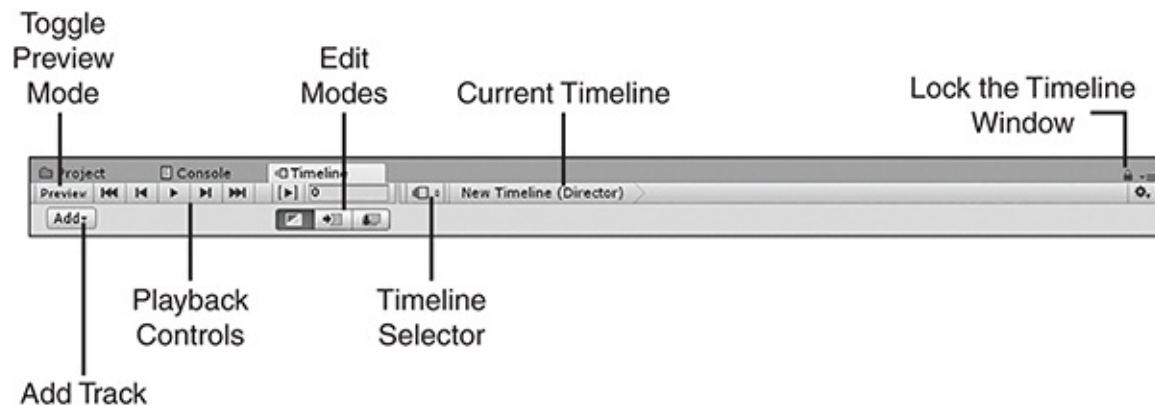 Toggle
Preview
Mode
Edit
Modes
Current Timeline
Lock the Timeline
Window
Project
Console
Timeline
Preview
0
New Timeline (Director)
Add
Playback
Controls
Timeline
Selector
Add Track